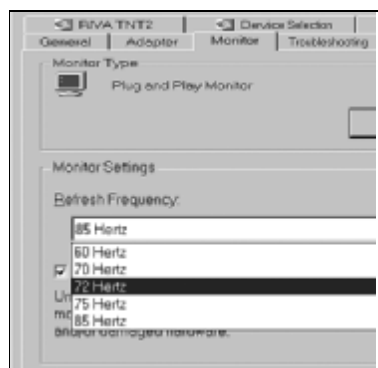 RIVA TNT2 Device Selection
General Adapter Monitor Troubleshooting
Monitor Type
Plug and Play Monitor
Monitor Settings
Refresh Frequency:
85 Hertz
60 Hertz
70 Hertz
72 Hertz
75 Hertz
85 Hertz
and/or damaged hardware.